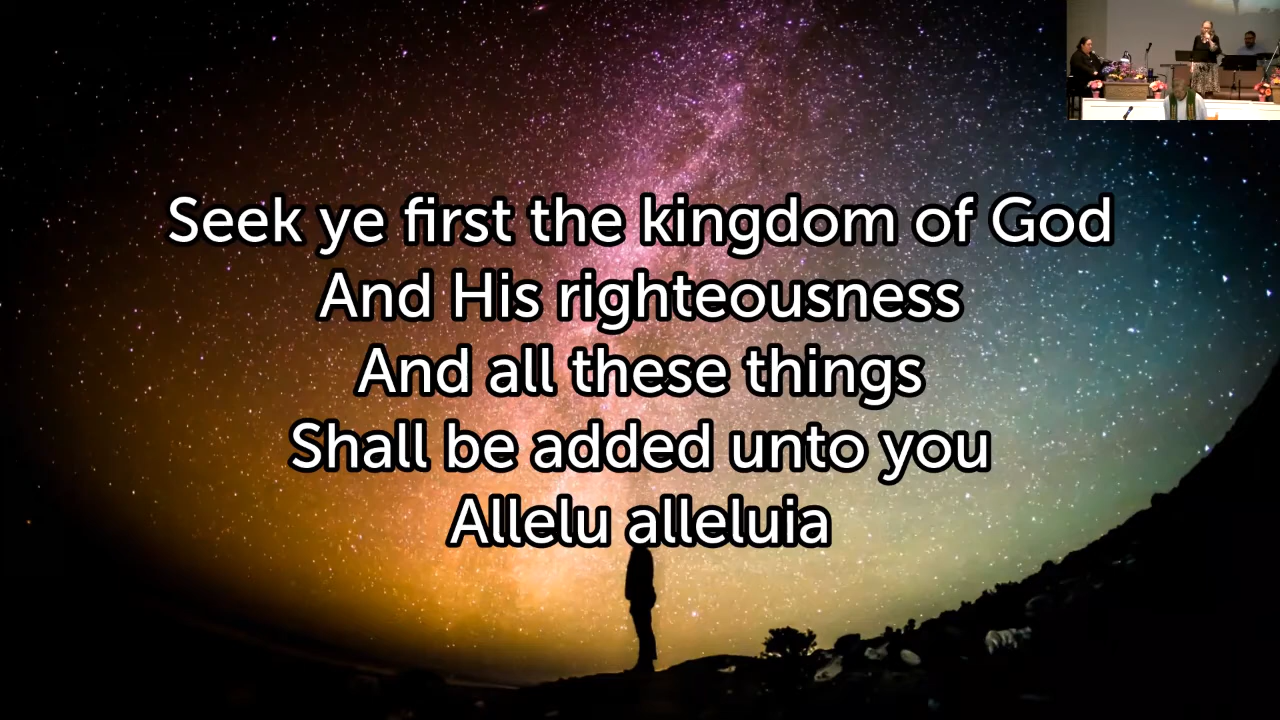 Seek ye first the kingdom of God
And His righteousness
And all these things
Shall be added unto you
Allelu alleluia